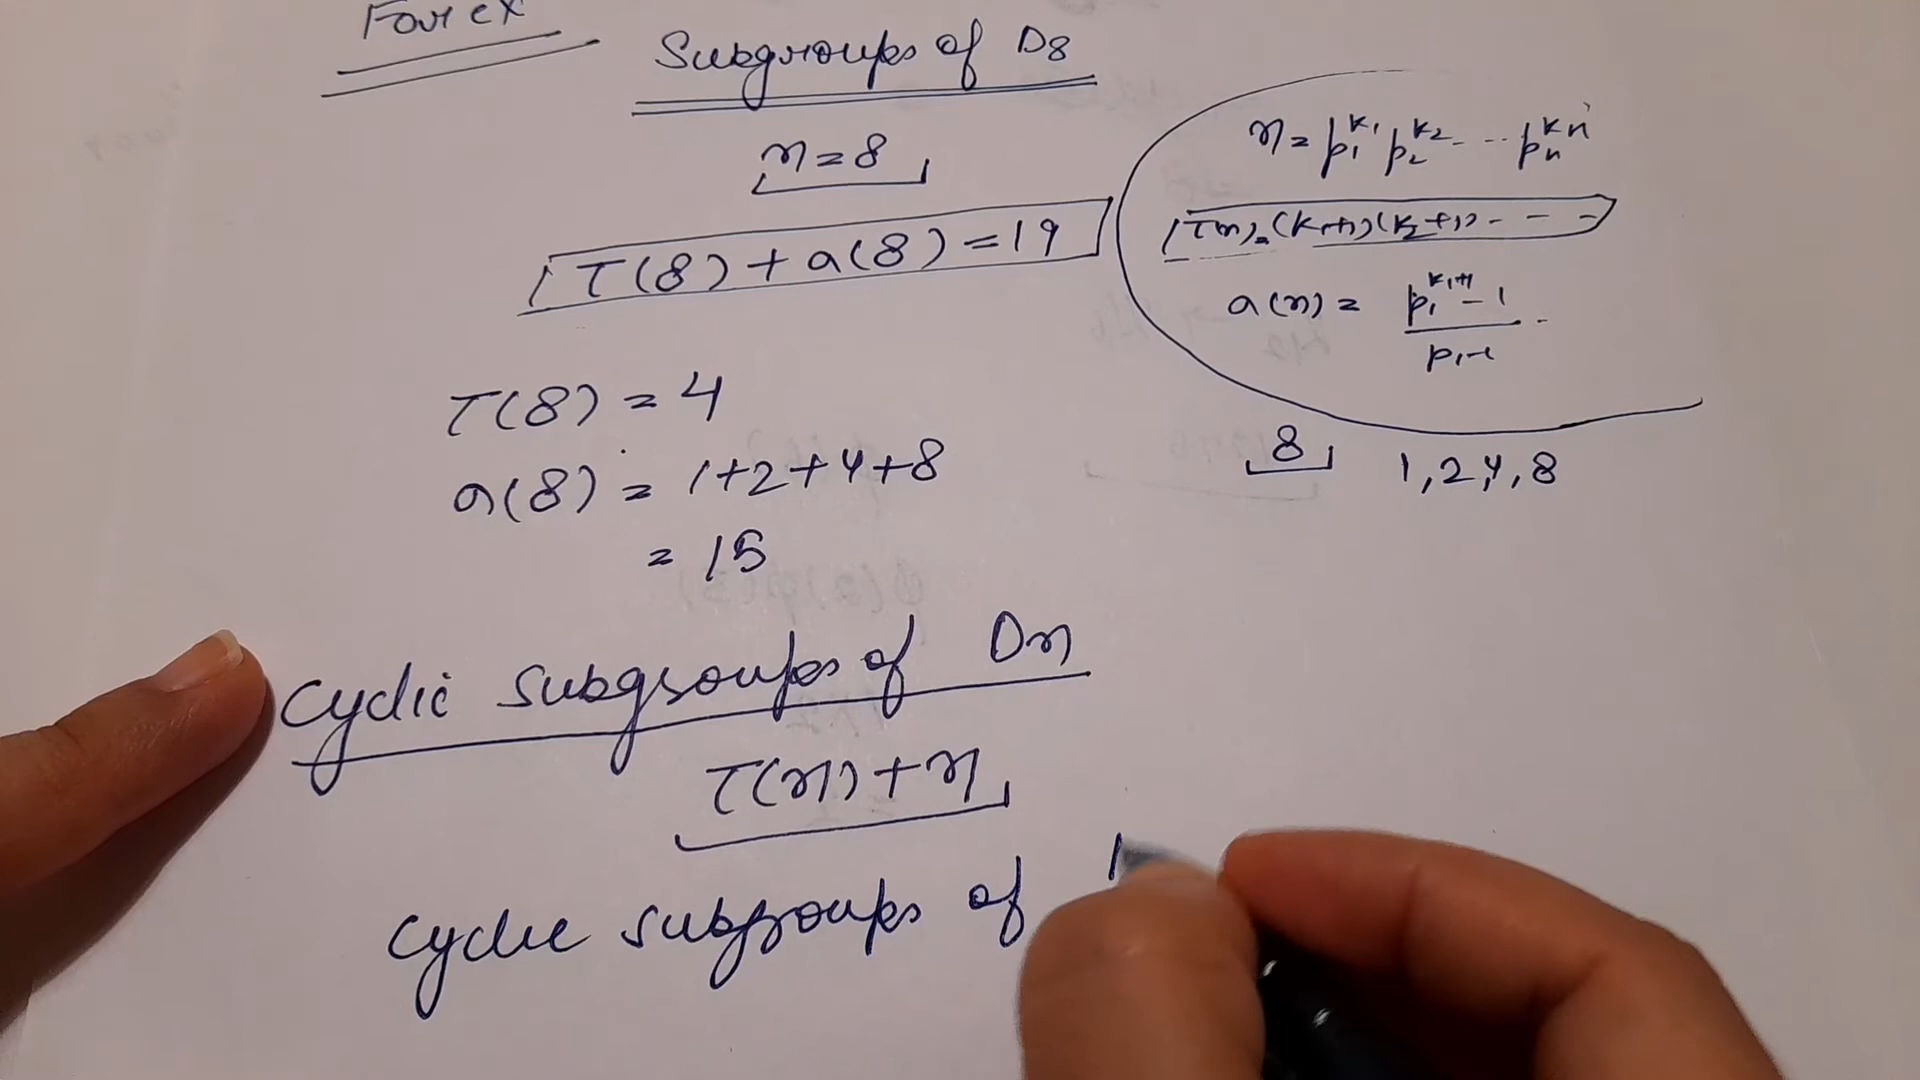 For ex
Subgroups of D8
n=8
τ(8) + σ(8) = 19
n = p₁^k₁ p₂^k₂ - - - pₙ^kₙ
τ(n) = (k₁+1)(k₂+1) - - -
σ(n) = (p₁^(k₁+1) - 1)/(p₁-1) -
τ(8) = 4
σ(8) = 1+2+4+8
= 15
8 1,2,4,8
Cyclic Subgroups of Dn
τ(n)+n
Cyclic subgroups of